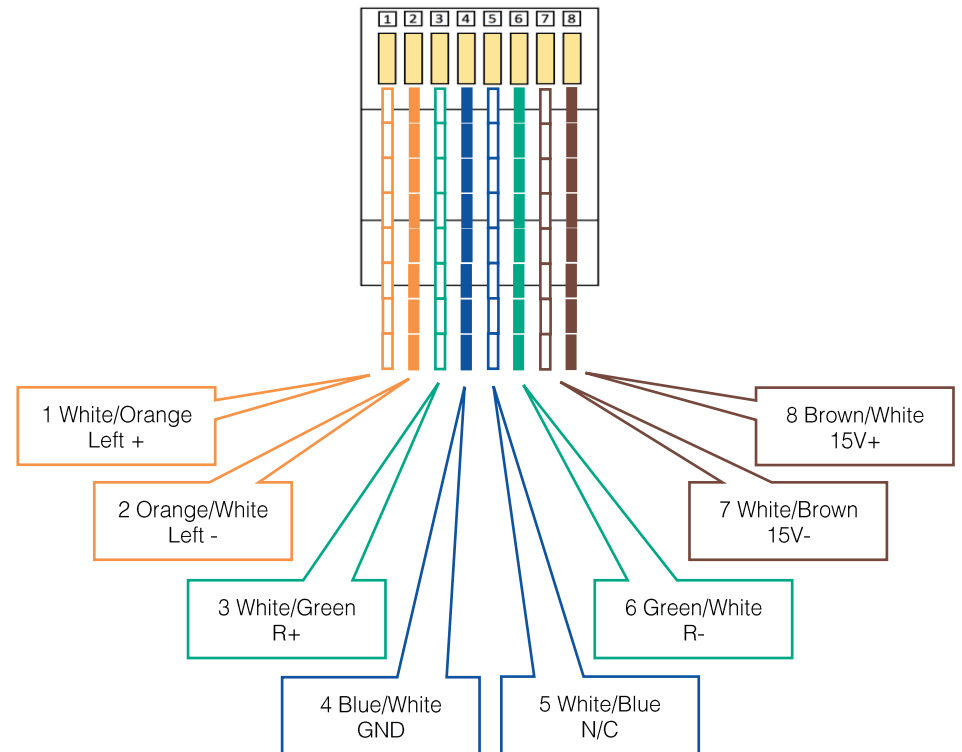 1 2 3 4 5 6 7 8
1 White/Orange
Left +
8 Brown/White
15V+
2 Orange/White
Left -
7 White/Brown
15V-
3 White/Green
R+
6 Green/White
R-
4 Blue/White
GND
5 White/Blue
N/C